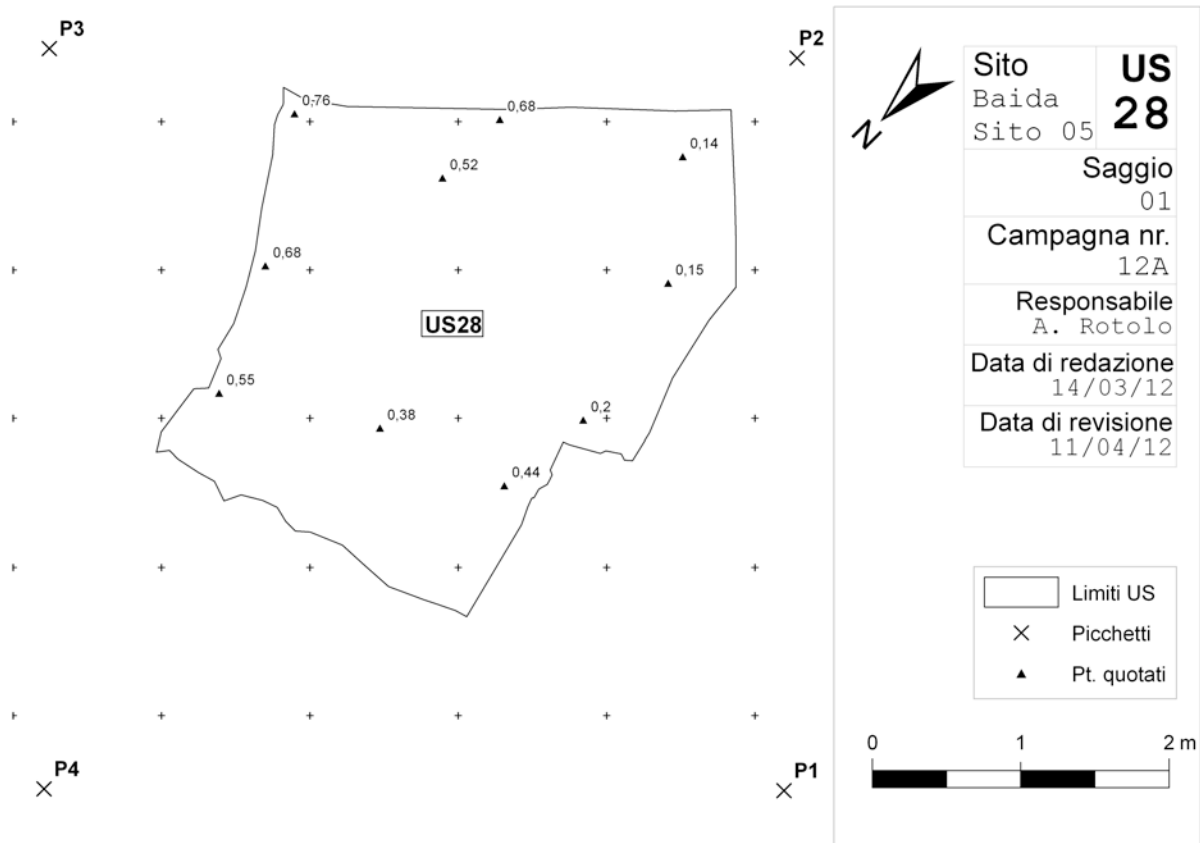 P3
P2
0,76
0,68
0,14
0,52
0,68
0,15
US28
0,55
0,38
0,2
0,44
P4
P1
N
Sito
Baida
Sito 05
US
28
Saggio
01
Campagna nr.
12A
Responsabile
A. Rotolo
Data di redazione
14/03/12
Data di revisione
11/04/12
Limiti US
Picchetti
Pt. quotati
0 1 2 m